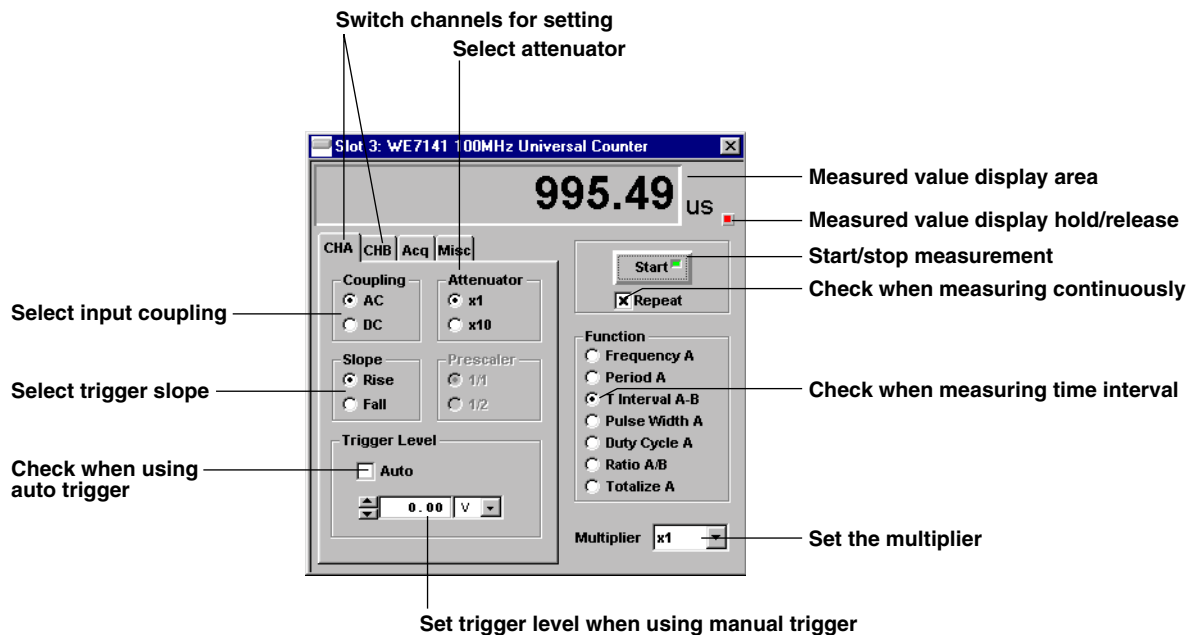 Switch channels for setting
Select attenuator
Slot 3: WE7141 100MHz Universal Counter
995.49 us
Measured value display area
Measured value display hold/release
CHA CHB Acq Misc
Start
Start/stop measurement
Repeat
Check when measuring continuously
Select input coupling
Coupling
AC
DC
Attenuator
x1
x10
Select trigger slope
Slope
Rise
Fall
Prescaler
1/1
1/2
Function
Frequency A
Period A
T Interval A-B
Pulse Width A
Duty Cycle A
Ratio A/B
Totalize A
Check when measuring time interval
Check when using
auto trigger
Trigger Level
Auto
0.00 V
Multiplier x1
Set the multiplier
Set trigger level when using manual trigger